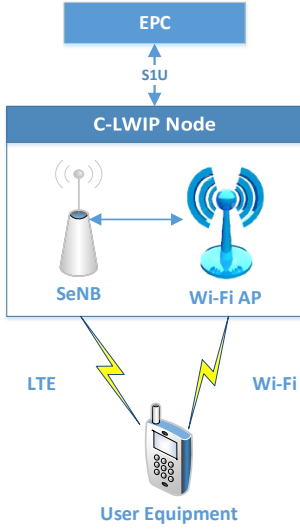 EPC
S1U
C-LWIP Node
SeNB
Wi-Fi AP
LTE
Wi-Fi
User Equipment